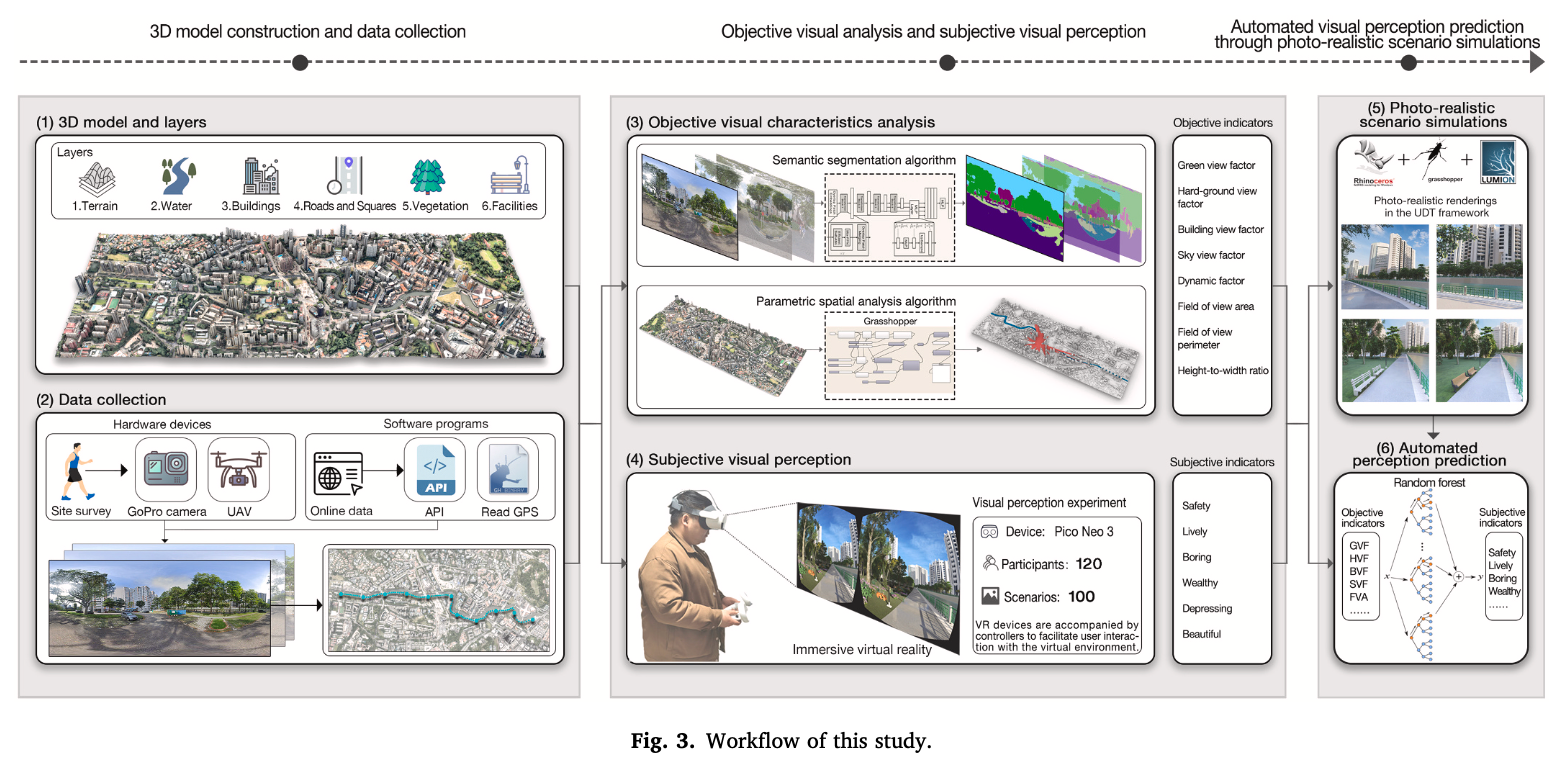 3D model construction and data collection
Objective visual analysis and subjective visual perception
Automated visual perception prediction
through photo-realistic scenario simulations
(1) 3D model and layers
Layers
1.Terrain
2.Water
3.Buildings
4.Roads and Squares
5.Vegetation
6.Facilities
(2) Data collection
Hardware devices
Site survey
GoPro camera
UAV
Software programs
Online data
</>
API
API
Read GPS
(3) Objective visual characteristics analysis
Semantic segmentation algorithm
Parametric spatial analysis algorithm
Grasshopper
Objective indicators
Green view factor
Hard-ground view
factor
Building view factor
Sky view factor
Dynamic factor
Field of view area
Field of view
perimeter
Height-to-width ratio
(4) Subjective visual perception
Immersive virtual reality
Visual perception experiment
Device: Pico Neo 3
Participants: 120
Scenarios: 100
VR devices are accompanied by
controllers to facilitate user interac-
tion with the virtual environment.
Subjective indicators
Safety
Lively
Boring
Wealthy
Depressing
Beautiful
(5) Photo-realistic
scenario simulations
Rhinoceros
+
grasshopper
+
LUMION
Photo-realistic renderings
in the UDT framework
(6) Automated
perception prediction
Random forest
Objective
indicators
GVF
HVF
BVF
SVF
FVA
......
x
y
Subjective
indicators
Safety
Lively
Boring
Wealthy
......
Fig. 3. Workflow of this study.